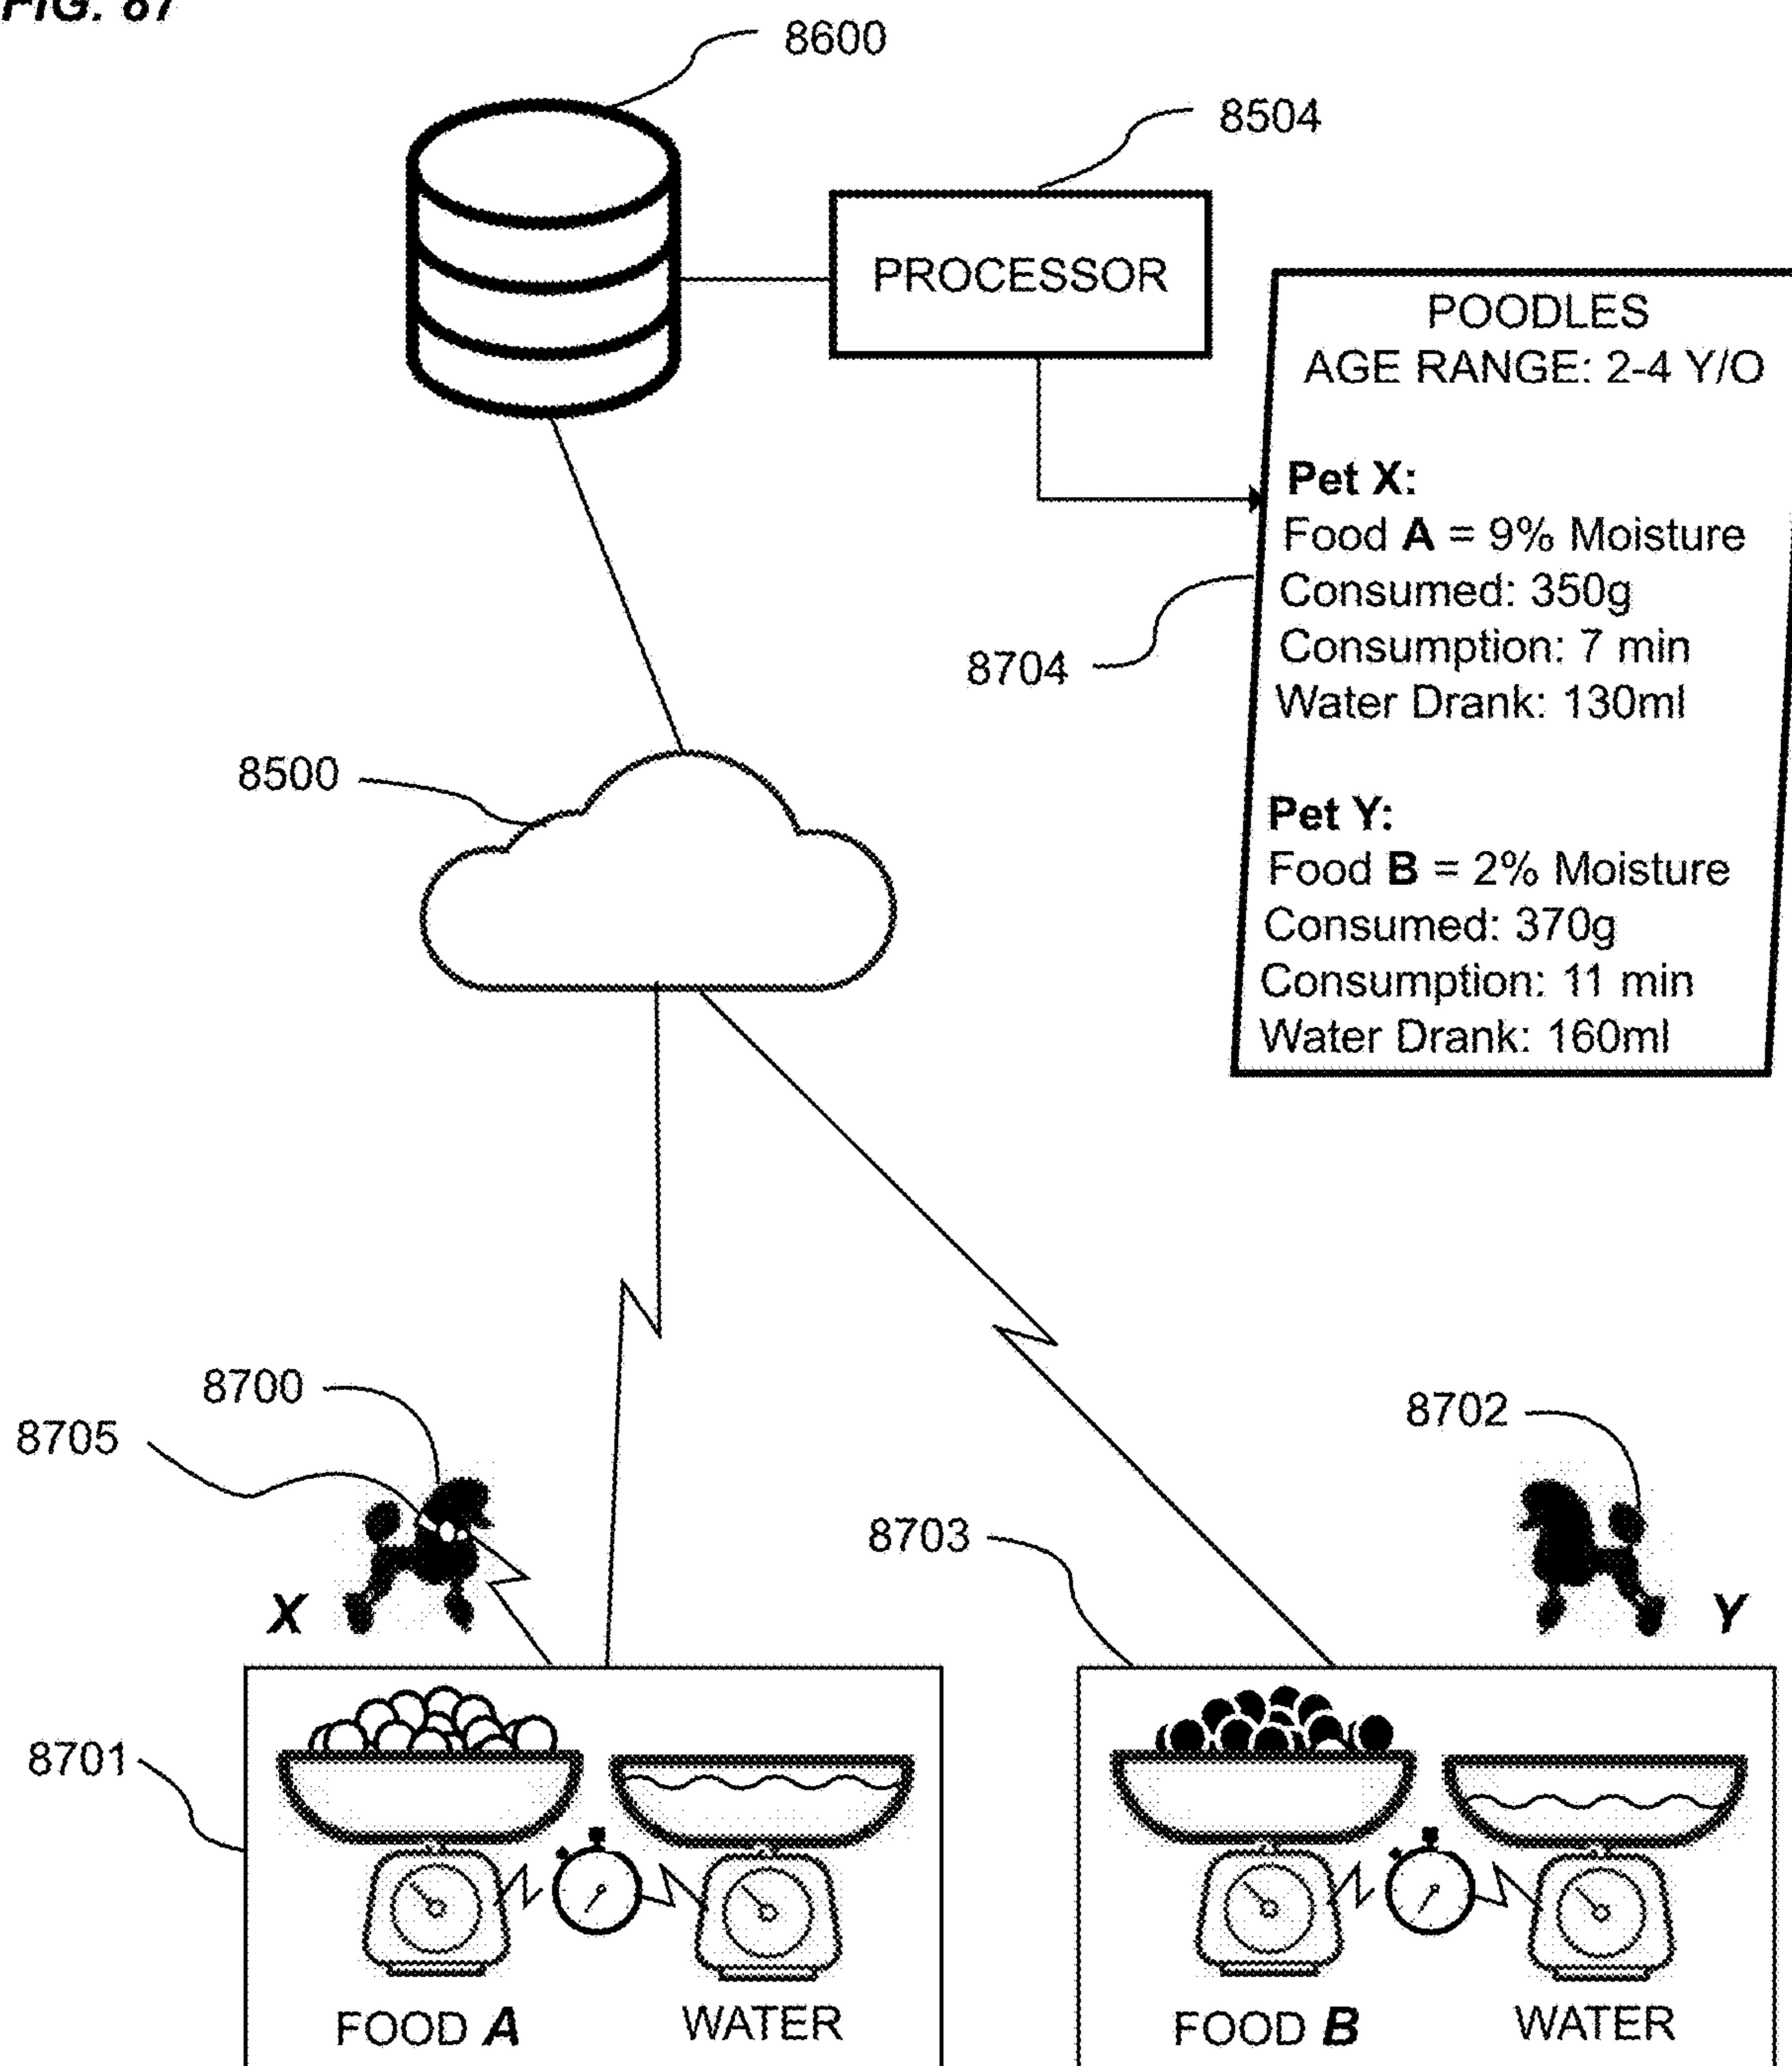 FIG. 87
8600
8504
PROCESSOR
POODLES
AGE RANGE: 2-4 Y/O
Pet X:
Food A = 9% Moisture
Consumed: 350g
Consumption: 7 min
Water Drank: 130ml
8704
8500
Pet Y:
Food B = 2% Moisture
Consumed: 370g
Consumption: 11 min
Water Drank: 160ml
8700
8705
8702
8703
X
Y
8701
FOOD A
WATER
FOOD B
WATER